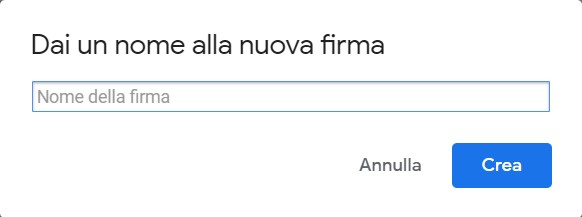 Dai un nome alla nuova firma
Nome della firma
Annulla
Crea